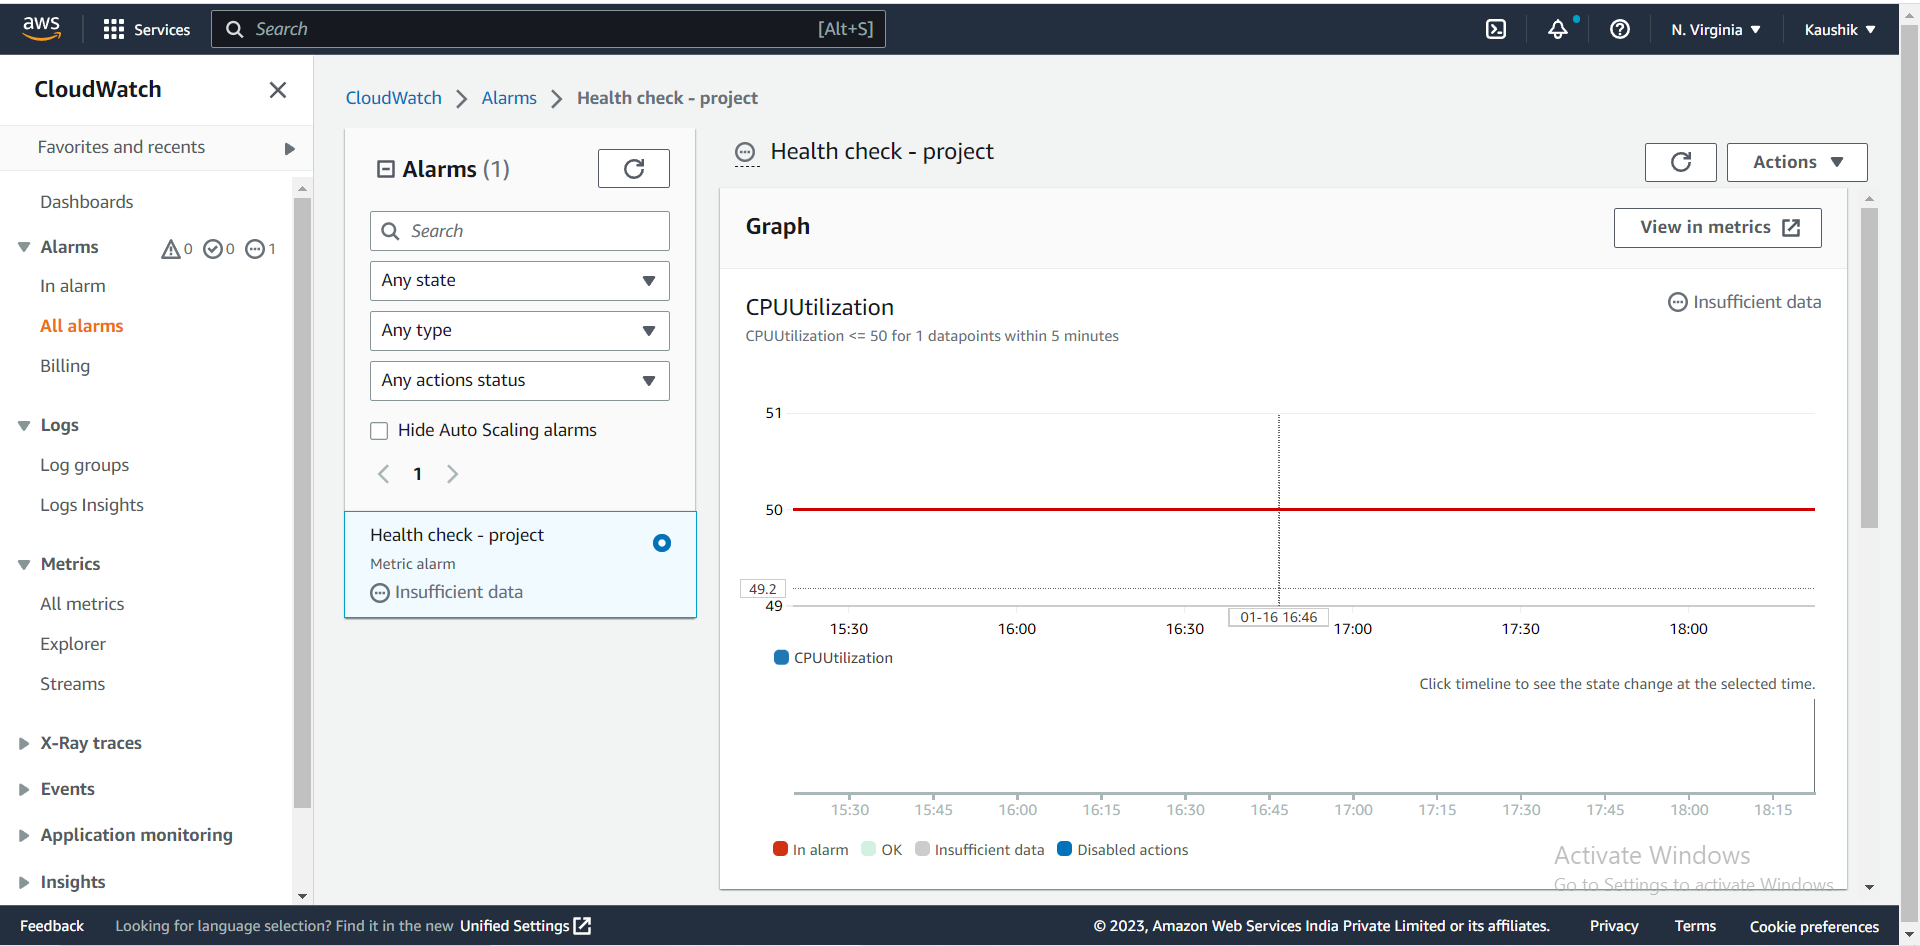 aws
Services
Search
[Alt+S]
N. Virginia
Kaushik
CloudWatch
Favorites and recents
Dashboards
Alarms
0
0
1
In alarm
All alarms
Billing
Logs
Log groups
Logs Insights
Metrics
All metrics
Explorer
Streams
X-Ray traces
Events
Application monitoring
Insights
CloudWatch
Alarms
Health check - project
Alarms (1)
Search
Any state
Any type
Any actions status
Hide Auto Scaling alarms
1
Health check - project
Metric alarm
Insufficient data
Health check - project
Actions
Graph
View in metrics
CPUUtilization
Insufficient data
CPUUtilization <= 50 for 1 datapoints within 5 minutes
51
50
49.2
49
01-16 16:46
15:30 16:00 16:30 17:00 17:30 18:00
CPUUtilization
Click timeline to see the state change at the selected time.
15:30 15:45 16:00 16:15 16:30 16:45 17:00 17:15 17:30 17:45 18:00 18:15
In alarm OK Insufficient data Disabled actions
Activate Windows
Go to Settings to activate Windows.
Feedback
Looking for language selection? Find it in the new Unified Settings
© 2023, Amazon Web Services India Private Limited or its affiliates.
Privacy
Terms
Cookie preferences